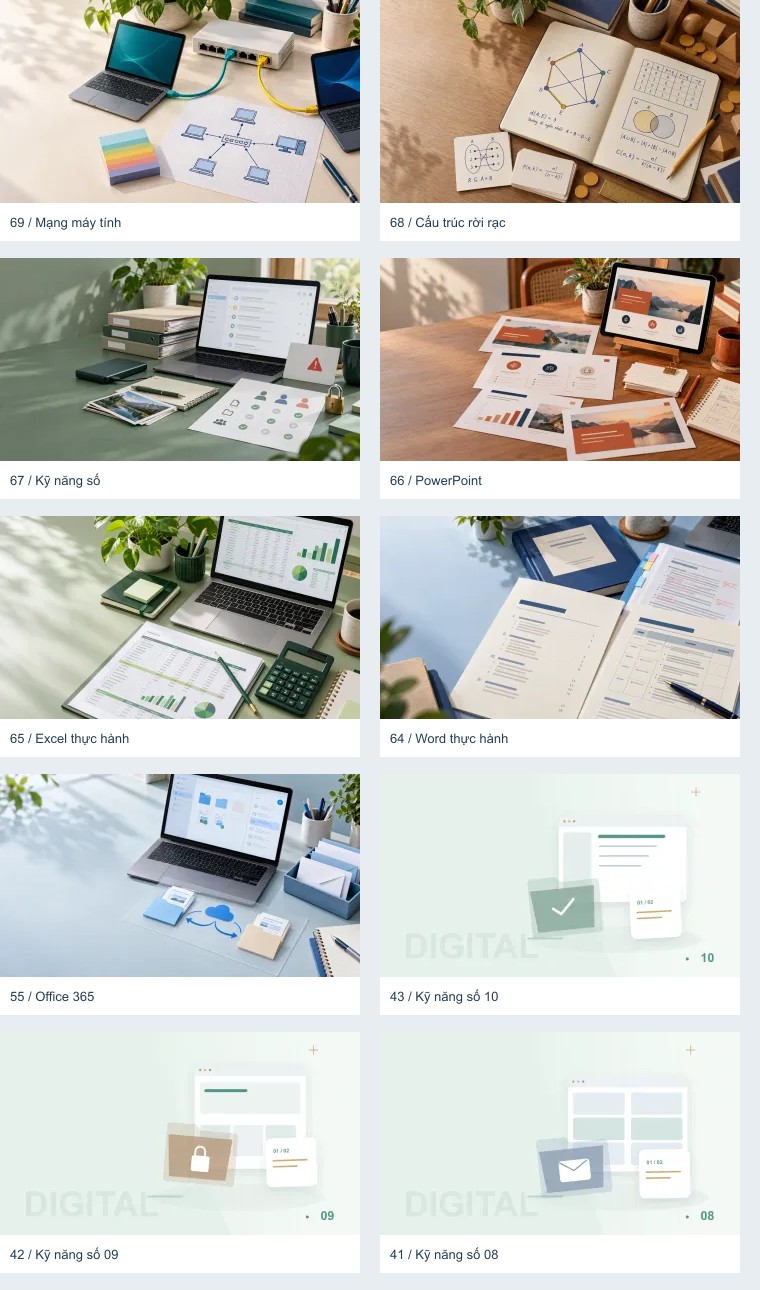 69 / Mạng máy tính
68 / Cấu trúc rời rạc
67 / Kỹ năng số
66 / PowerPoint
65 / Excel thực hành
64 / Word thực hành
55 / Office 365
01 / 02
DIGITAL
10
43 / Kỹ năng số 10
01 / 02
DIGITAL
09
42 / Kỹ năng số 09
01 / 02
DIGITAL
08
41 / Kỹ năng số 08